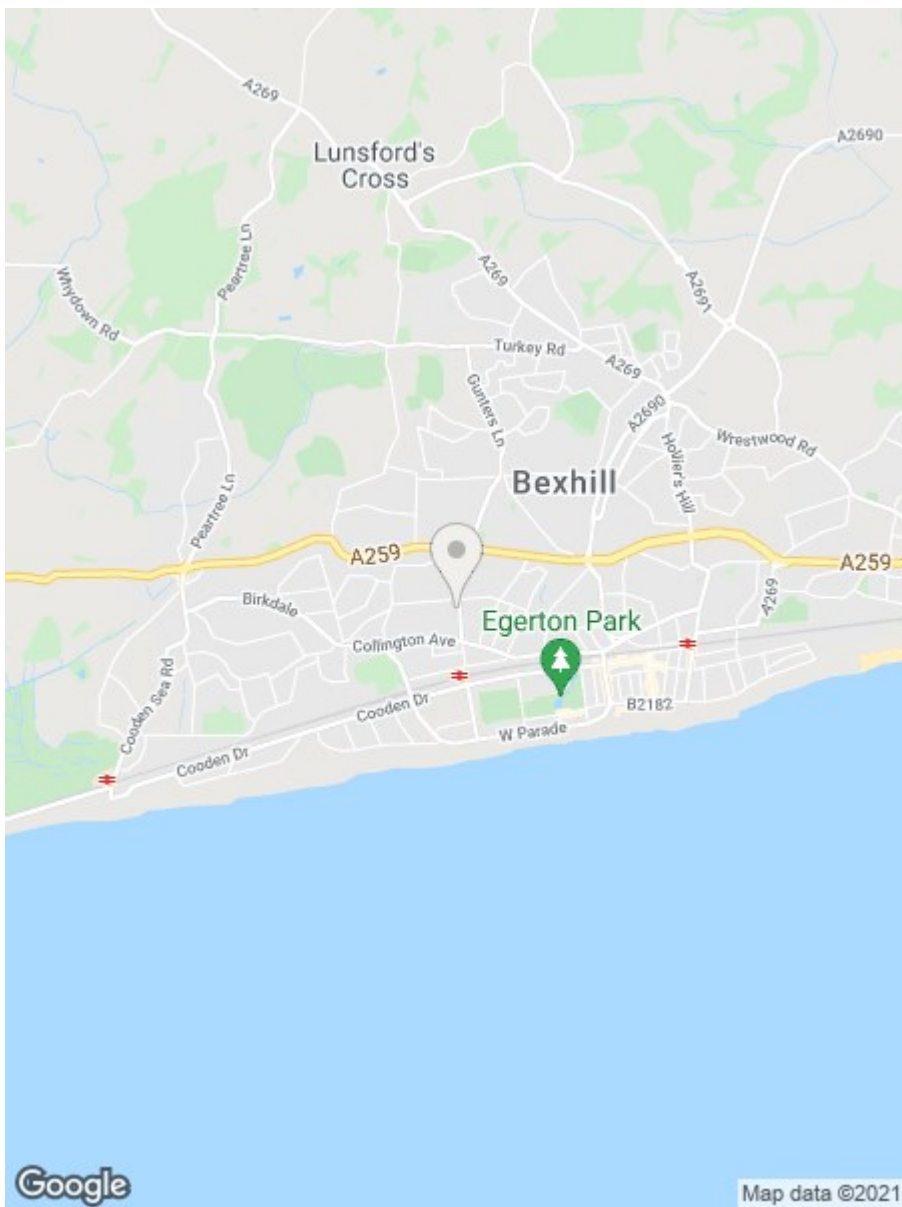 A269
A2690
Lunsford's
Cross
Peartree Ln
A269
A2691
Whydown Rd
Turkey Rd
A269
Gunters Ln
A2690
Wrestwood Rd
Hollier's Hill
Bexhill
Peartree Ln
A259
A259
A269
Birkdale
Egerton Park
Collington Ave
Cooden Sea Rd
Cooden Dr
B2182
W Parade
Cooden Dr
Google
Map data ©2021